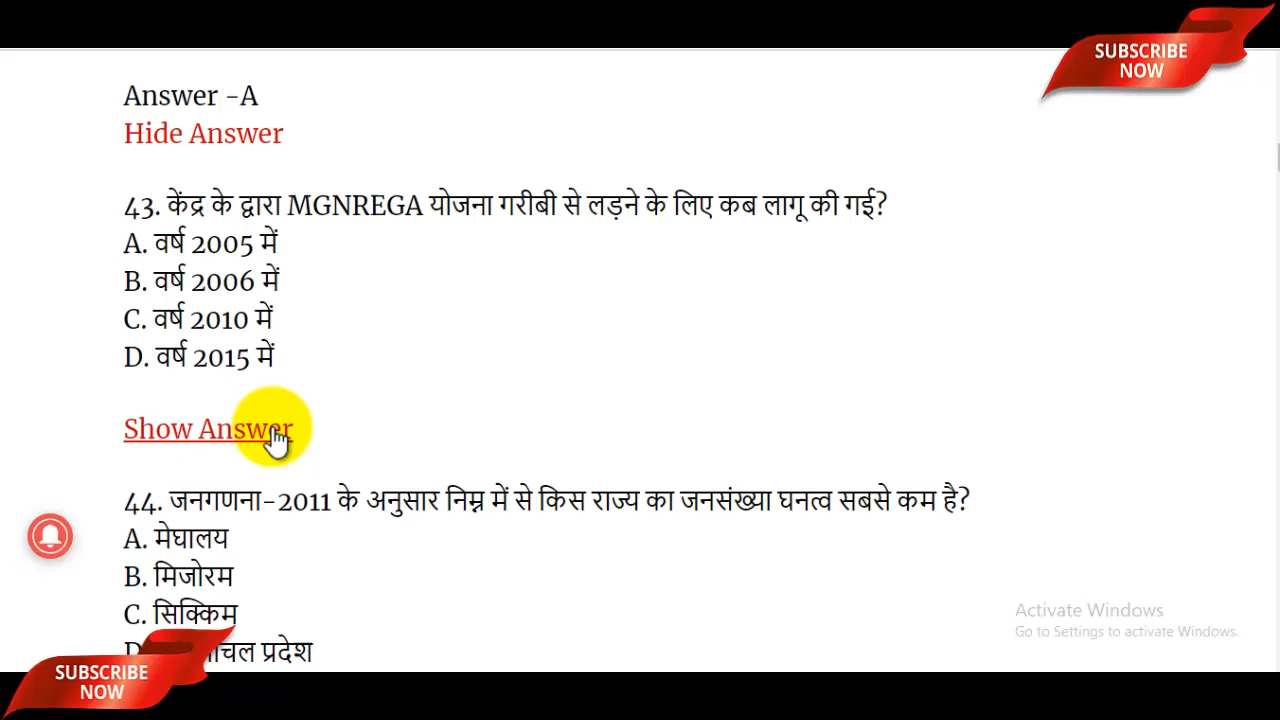 SUBSCRIBE
NOW
Answer -A
Hide Answer
43. केंद्र के द्वारा MGNREGA योजना गरीबी से लड़ने के लिए कब लागू की गई?
A. वर्ष 2005 में
B. वर्ष 2006 में
C. वर्ष 2010 में
D. वर्ष 2015 में
Show Answer
44. जनगणना-2011 के अनुसार निम्न में से किस राज्य का जनसंख्या घनत्व सबसे कम है?
A. मेघालय
B. मिजोरम
C. सिक्किम
प्रदेश
Activate Windows
Go to Settings to activate Windows.
SUBSCRIBE
NOW